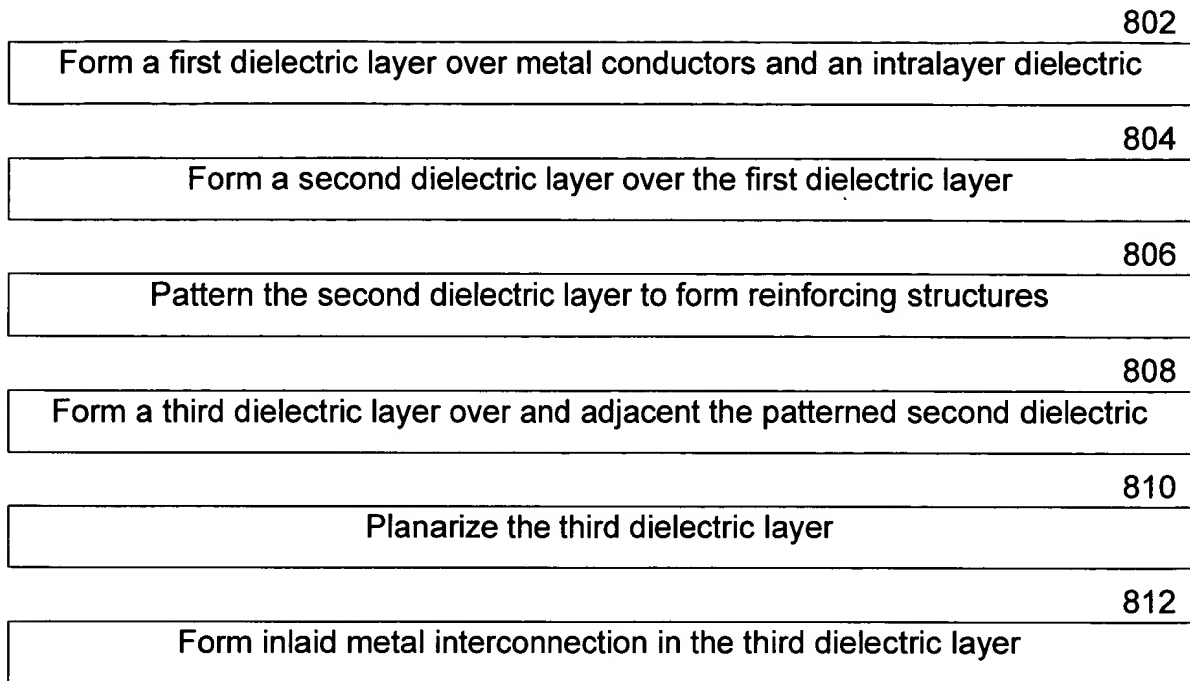 802
Form a first dielectric layer over metal conductors and an intralayer dielectric
804
Form a second dielectric layer over the first dielectric layer
806
Pattern the second dielectric layer to form reinforcing structures
808
Form a third dielectric layer over and adjacent the patterned second dielectric
810
Planarize the third dielectric layer
812
Form inlaid metal interconnection in the third dielectric layer